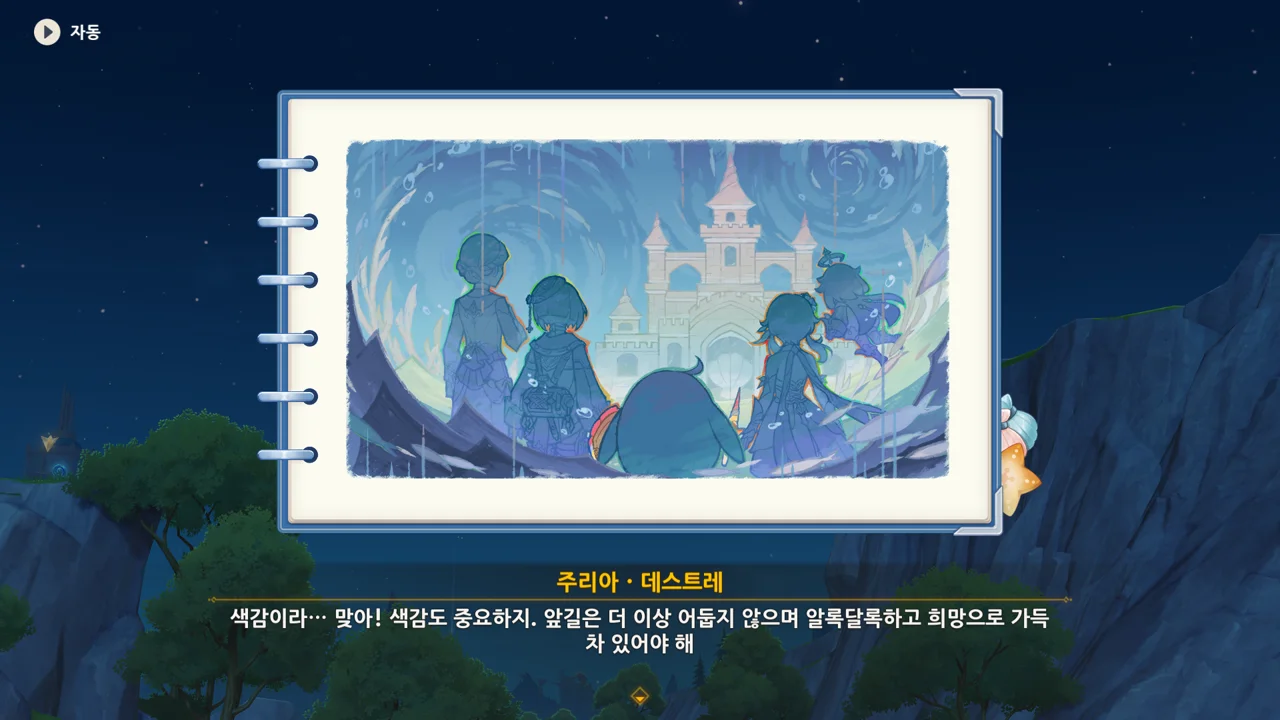 자동
주리아 · 데스트레
색감이라… 맞아! 색감도 중요하지. 앞길은 더 이상 어둡지 않으며 알록달록하고 희망으로 가득
차 있어야 해